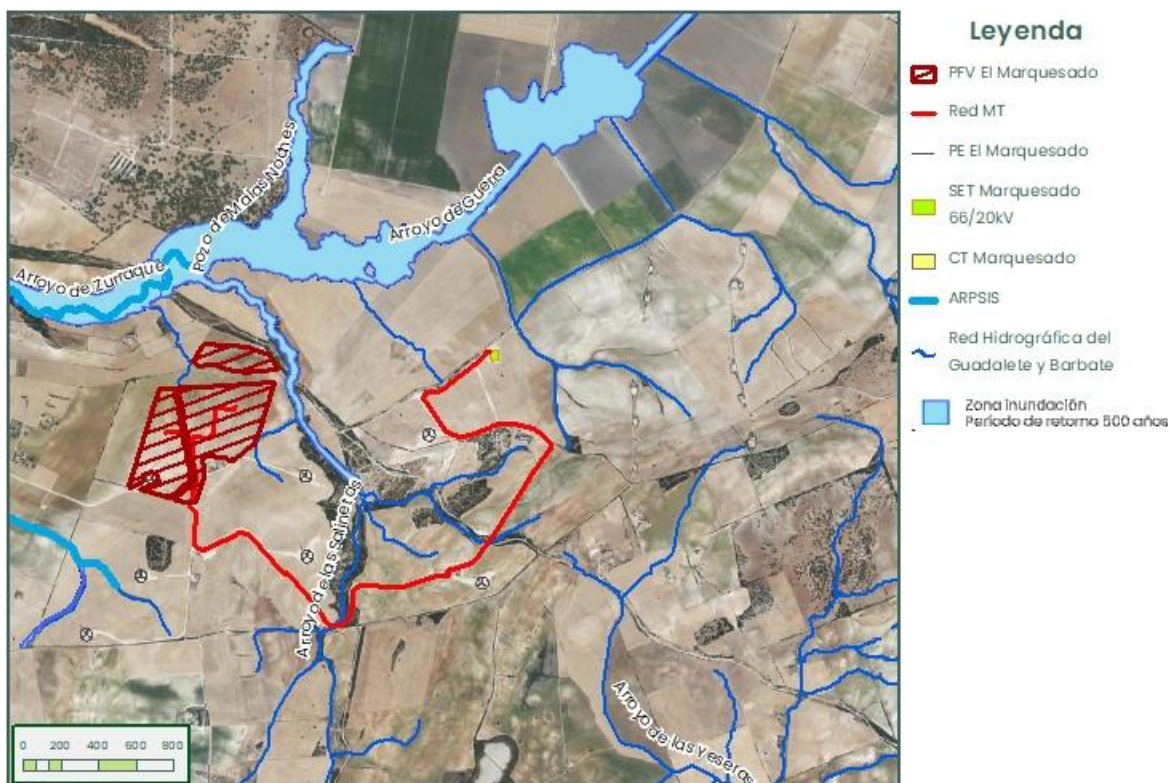 Leyenda
PFV El Marquesado
Red MT
PE El Marquesado
SET Marquesado
66/20kV
CT Marquesado
ARPSIS
Red Hidrográfica del
Guadalete y Barbate
Zona inundación
Período de retorno 500 años
Pozo de Malas Noches
Arroyo de Guerra
Arroyo de Zurraque
Arroyo de las Salinetas
Arroyo de las Yeseras
0 200 400 600 800